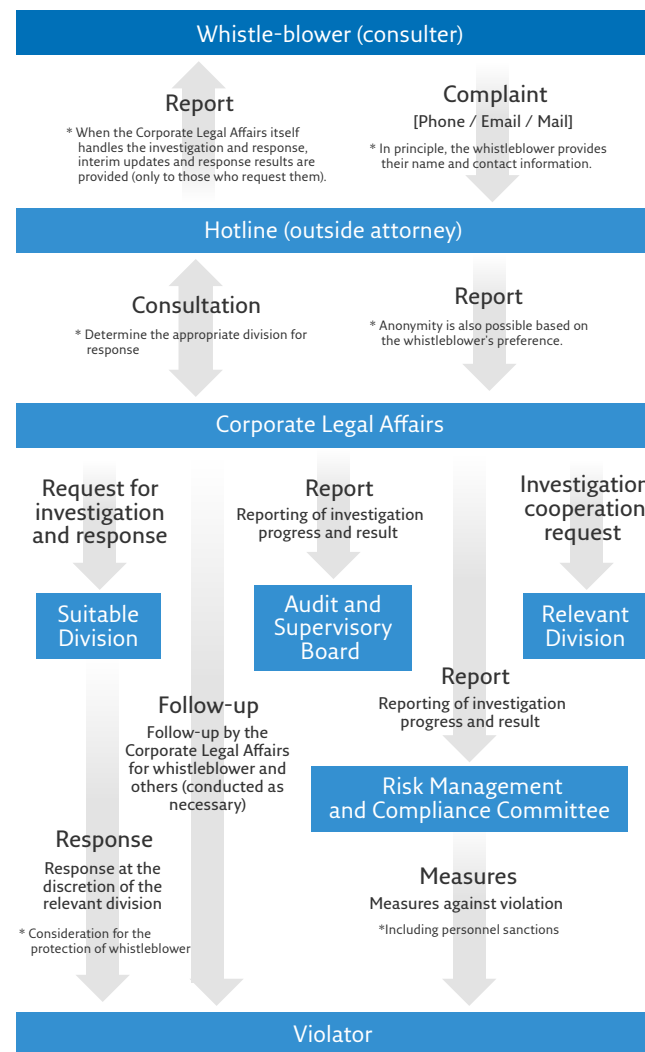 Whistle-blower (consulter)
Report
* When the Corporate Legal Affairs itself
handles the investigation and response,
interim updates and response results are
provided (only to those who request them).
Complaint
[Phone / Email / Mail]
* In principle, the whistleblower provides
their name and contact information.
Hotline (outside attorney)
Consultation
* Determine the appropriate division for
response
Report
* Anonymity is also possible based on
the whistleblower's preference.
Corporate Legal Affairs
Request for
investigation
and response
Report
Reporting of investigation
progress and result
Investigation
cooperation
request
Suitable
Division
Audit and
Supervisory
Board
Relevant
Division
Report
Reporting of investigation
progress and result
Follow-up
Follow-up by the
Corporate Legal Affairs
for whistleblower and
others (conducted as
necessary)
Risk Management
and Compliance Committee
Response
Response at the
discretion of the
relevant division
* Consideration for the
protection of whistleblower
Measures
Measures against violation
*Including personnel sanctions
Violator